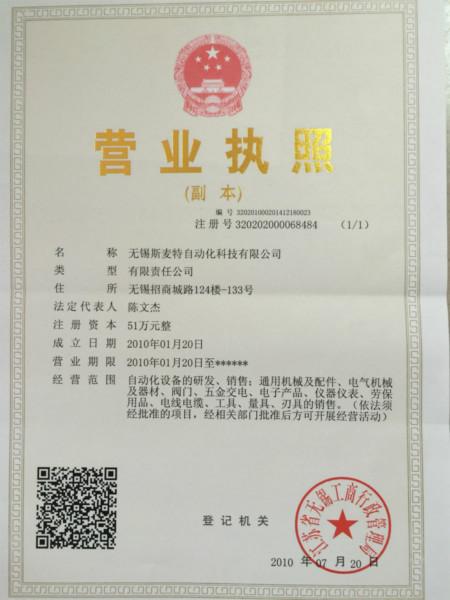 营业执照
(副 本)
编 号 320201000201412180023
注 册 号 320202000068484 (1/1)
名 称 无锡斯麦特自动化科技有限公司
类 型 有限责任公司
住 所 无锡招商城路124楼-133号
法定代表人 陈文杰
注 册 资 本 51万元整
成 立 日 期 2010年01月20日
营 业 期 限 2010年01月20日至******
经 营 范 围 自动化设备的研发、销售；通用机械及配件、电气机械
及器材、阀门、五金交电、电子产品、仪器仪表、劳保
用品、电线电缆、工具、量具、刃具的销售。（依法须
经批准的项目，经相关部门批准后方可开展经营活动）
登 记 机 关
江苏省无锡工商行政管理局
2010 年 07 月 20 日